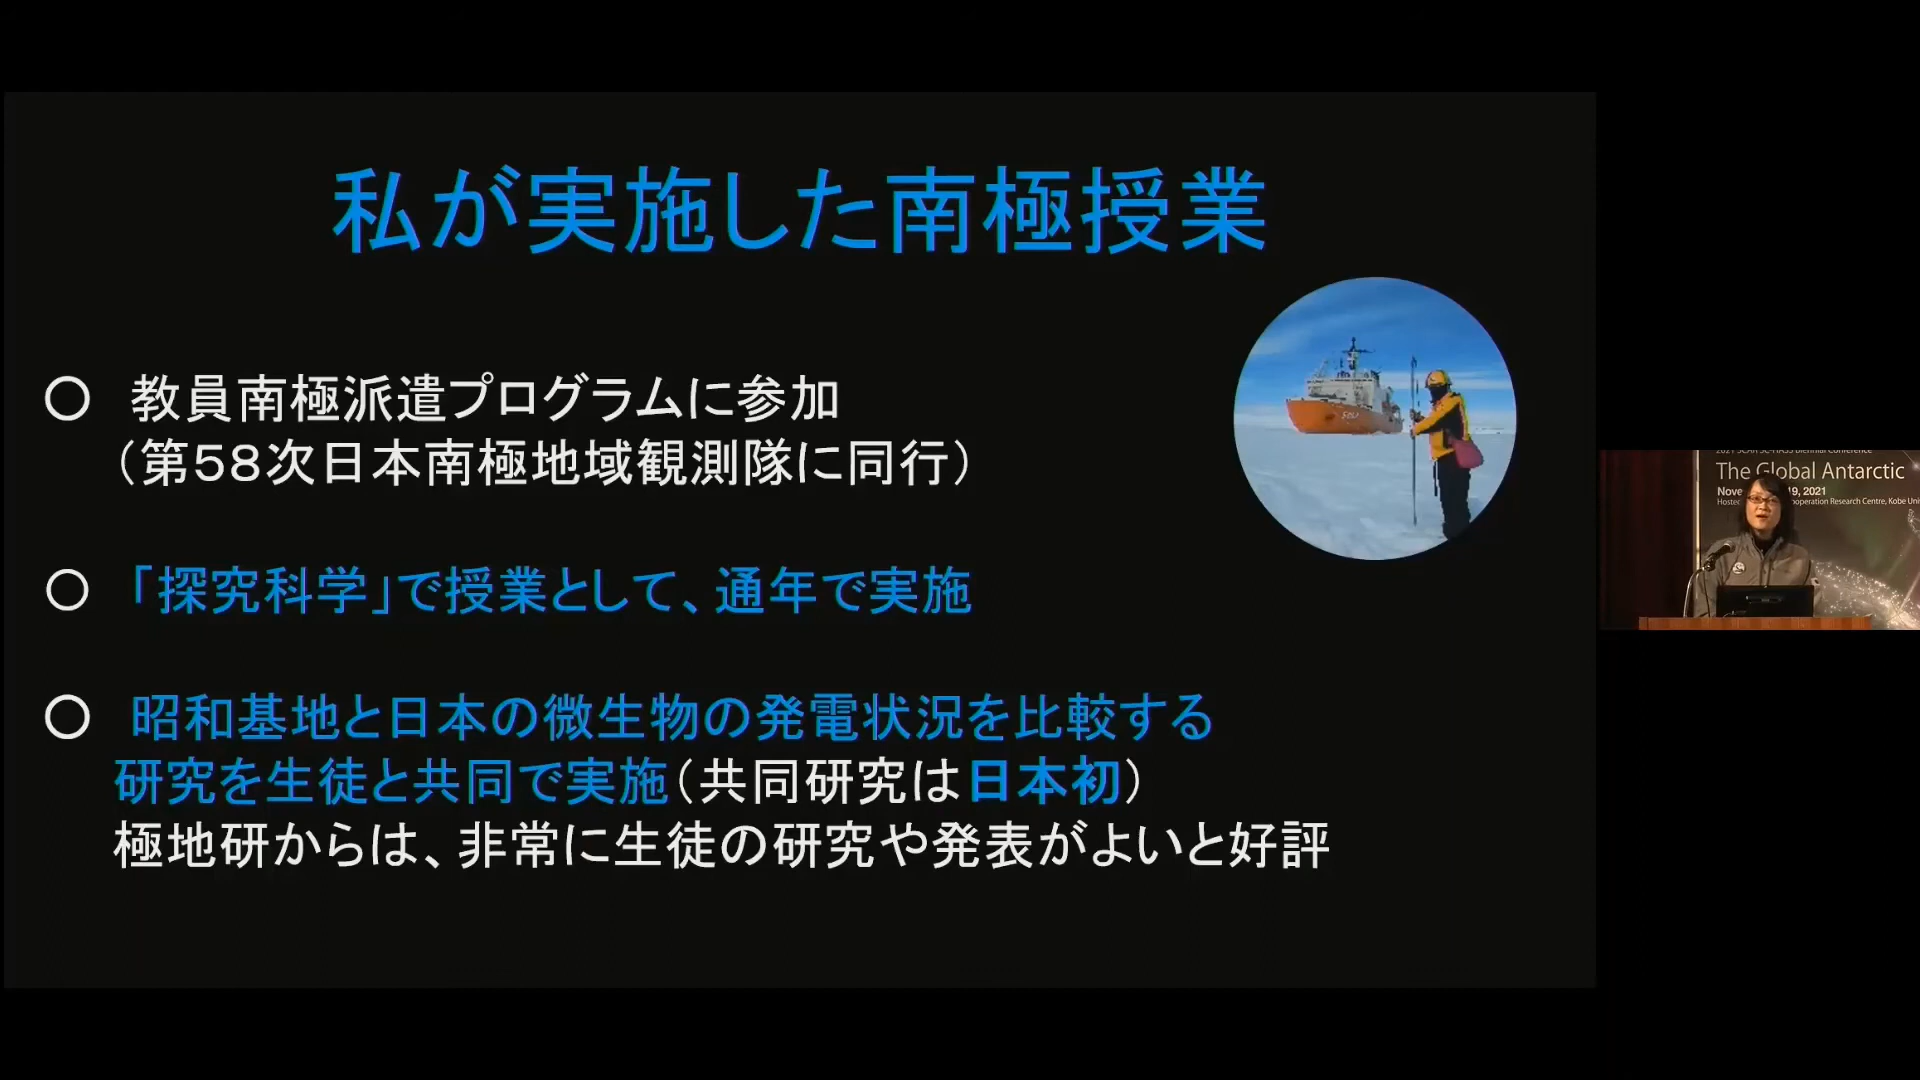 私が実施した南極授業
○ 教員南極派遣プログラムに参加
（第５８次日本南極地域観測隊に同行）
○ 「探究科学」で授業として、通年で実施
○ 昭和基地と日本の微生物の発電状況を比較する
研究を生徒と共同で実施（共同研究は日本初）
極地研からは、非常に生徒の研究や発表がよいと好評
The Global Antarctic
19, 2021
operation Research Centre, Kobe